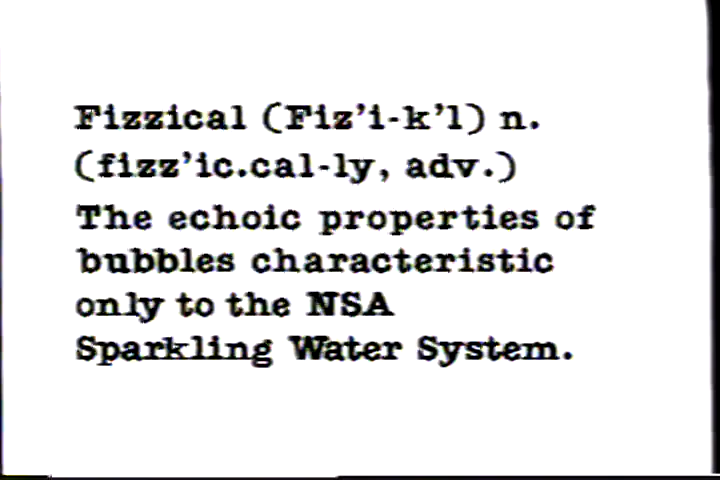 Fizzical (Fiz'i-k'l) n.
(fizz'ic.cal-ly, adv.)
The echoic properties of
bubbles characteristic
only to the NSA
Sparkling Water System.